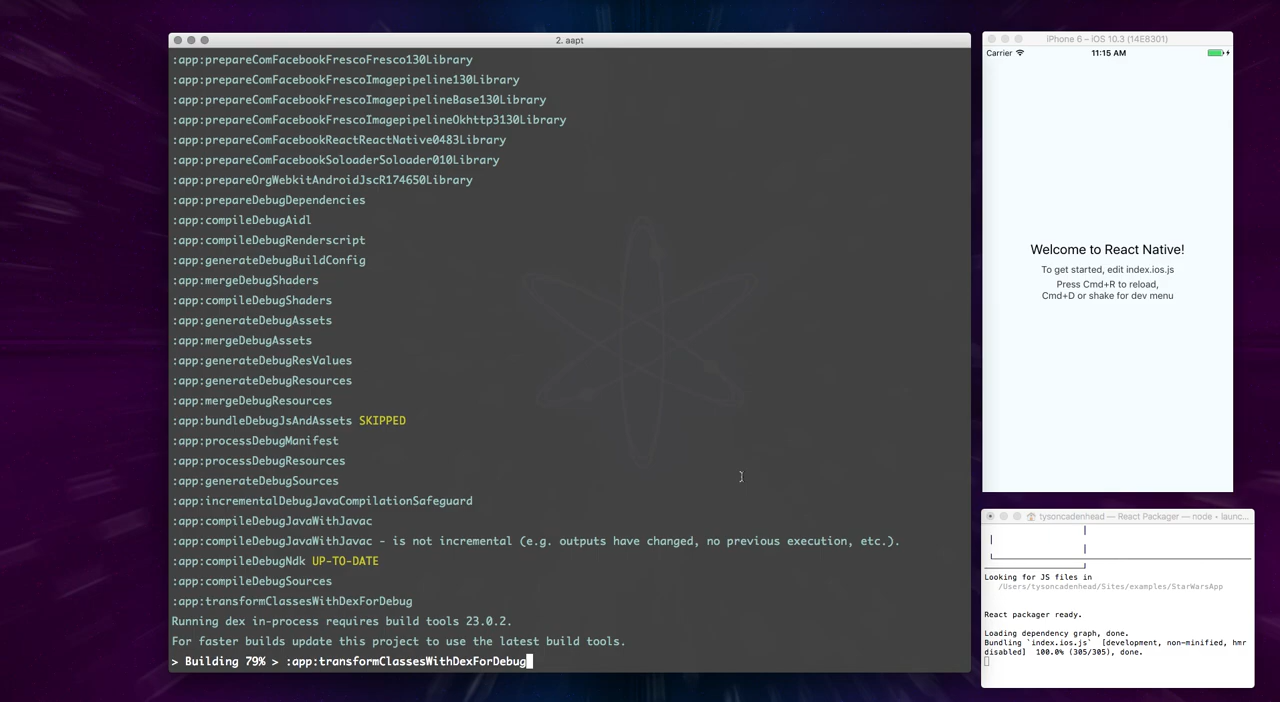 2. aapt
:app:prepareComFacebookFrescoFresco130Library
:app:prepareComFacebookFrescoImagepipeline130Library
:app:prepareComFacebookFrescoImagepipelineBase130Library
:app:prepareComFacebookFrescoImagepipelineOkhttp3130Library
:app:prepareComFacebookReactReactNative0483Library
:app:prepareComFacebookSoloaderSoloader010Library
:app:prepareOrgWebkitAndroidJscR174650Library
:app:prepareDebugDependencies
:app:compileDebugAidl
:app:compileDebugRenderscript
:app:generateDebugBuildConfig
:app:mergeDebugShaders
:app:compileDebugShaders
:app:generateDebugAssets
:app:mergeDebugAssets
:app:generateDebugResValues
:app:generateDebugResources
:app:mergeDebugResources
:app:bundleDebugJsAndAssets SKIPPED
:app:processDebugManifest
:app:processDebugResources
:app:generateDebugSources
:app:incrementalDebugJavaCompilationSafeguard
:app:compileDebugJavaWithJavac
:app:compileDebugJavaWithJavac - is not incremental (e.g. outputs have changed, no previous execution, etc.).
:app:compileDebugNdk UP-TO-DATE
:app:compileDebugSources
:app:transformClassesWithDexForDebug
Running dex in-process requires build tools 23.0.2.
For faster builds update this project to use the latest build tools.
> Building 79% > :app:transformClassesWithDexForDebug
iPhone 6 – iOS 10.3 (14E8301)
Carrier 11:15 AM
Welcome to React Native!
To get started, edit index.ios.js
Press Cmd+R to reload,
Cmd+D or shake for dev menu
tysoncadenhead — React Packager — node • launc...
Looking for JS files in
/Users/tysoncadenhead/Sites/examples/StarWarsApp
React packager ready.
Loading dependency graph, done.
Bundling `index.ios.js` [development, non-minified, hmr
disabled] 100.0% (305/305), done.